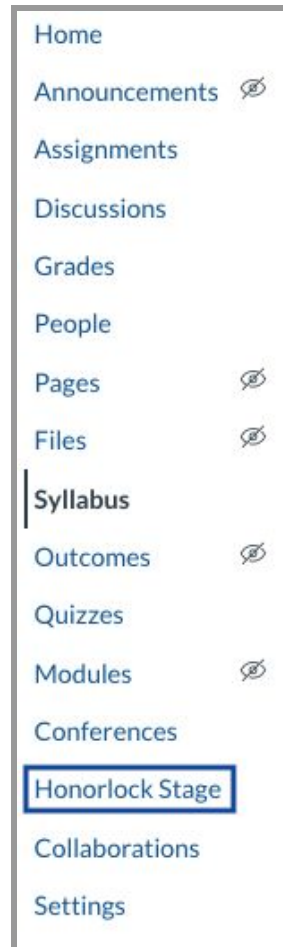 Home
Announcements
Assignments
Discussions
Grades
People
Pages
Files
Syllabus
Outcomes
Quizzes
Modules
Conferences
Honorlock Stage
Collaborations
Settings